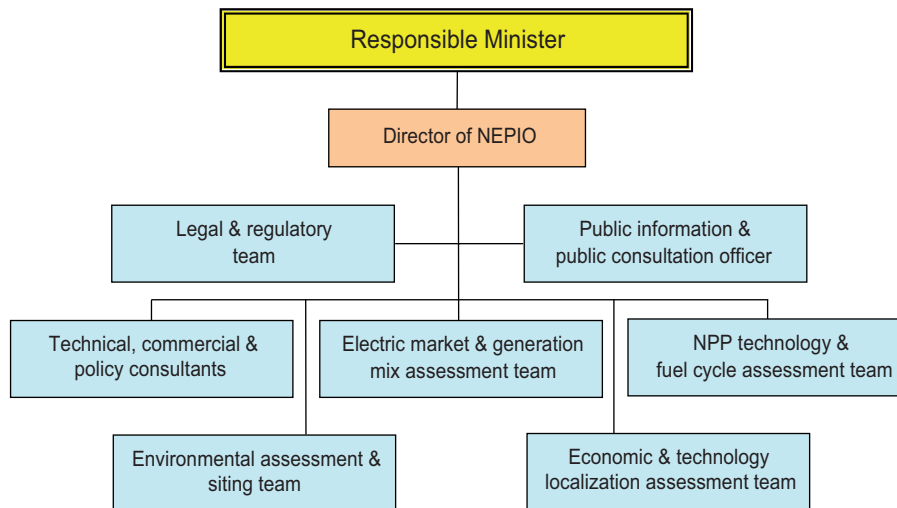 Responsible Minister
Director of NEPIO
Legal & regulatory
team
Public information &
public consultation officer
Technical, commercial &
policy consultants
Electric market & generation
mix assessment team
NPP technology &
fuel cycle assessment team
Environmental assessment &
siting team
Economic & technology
localization assessment team